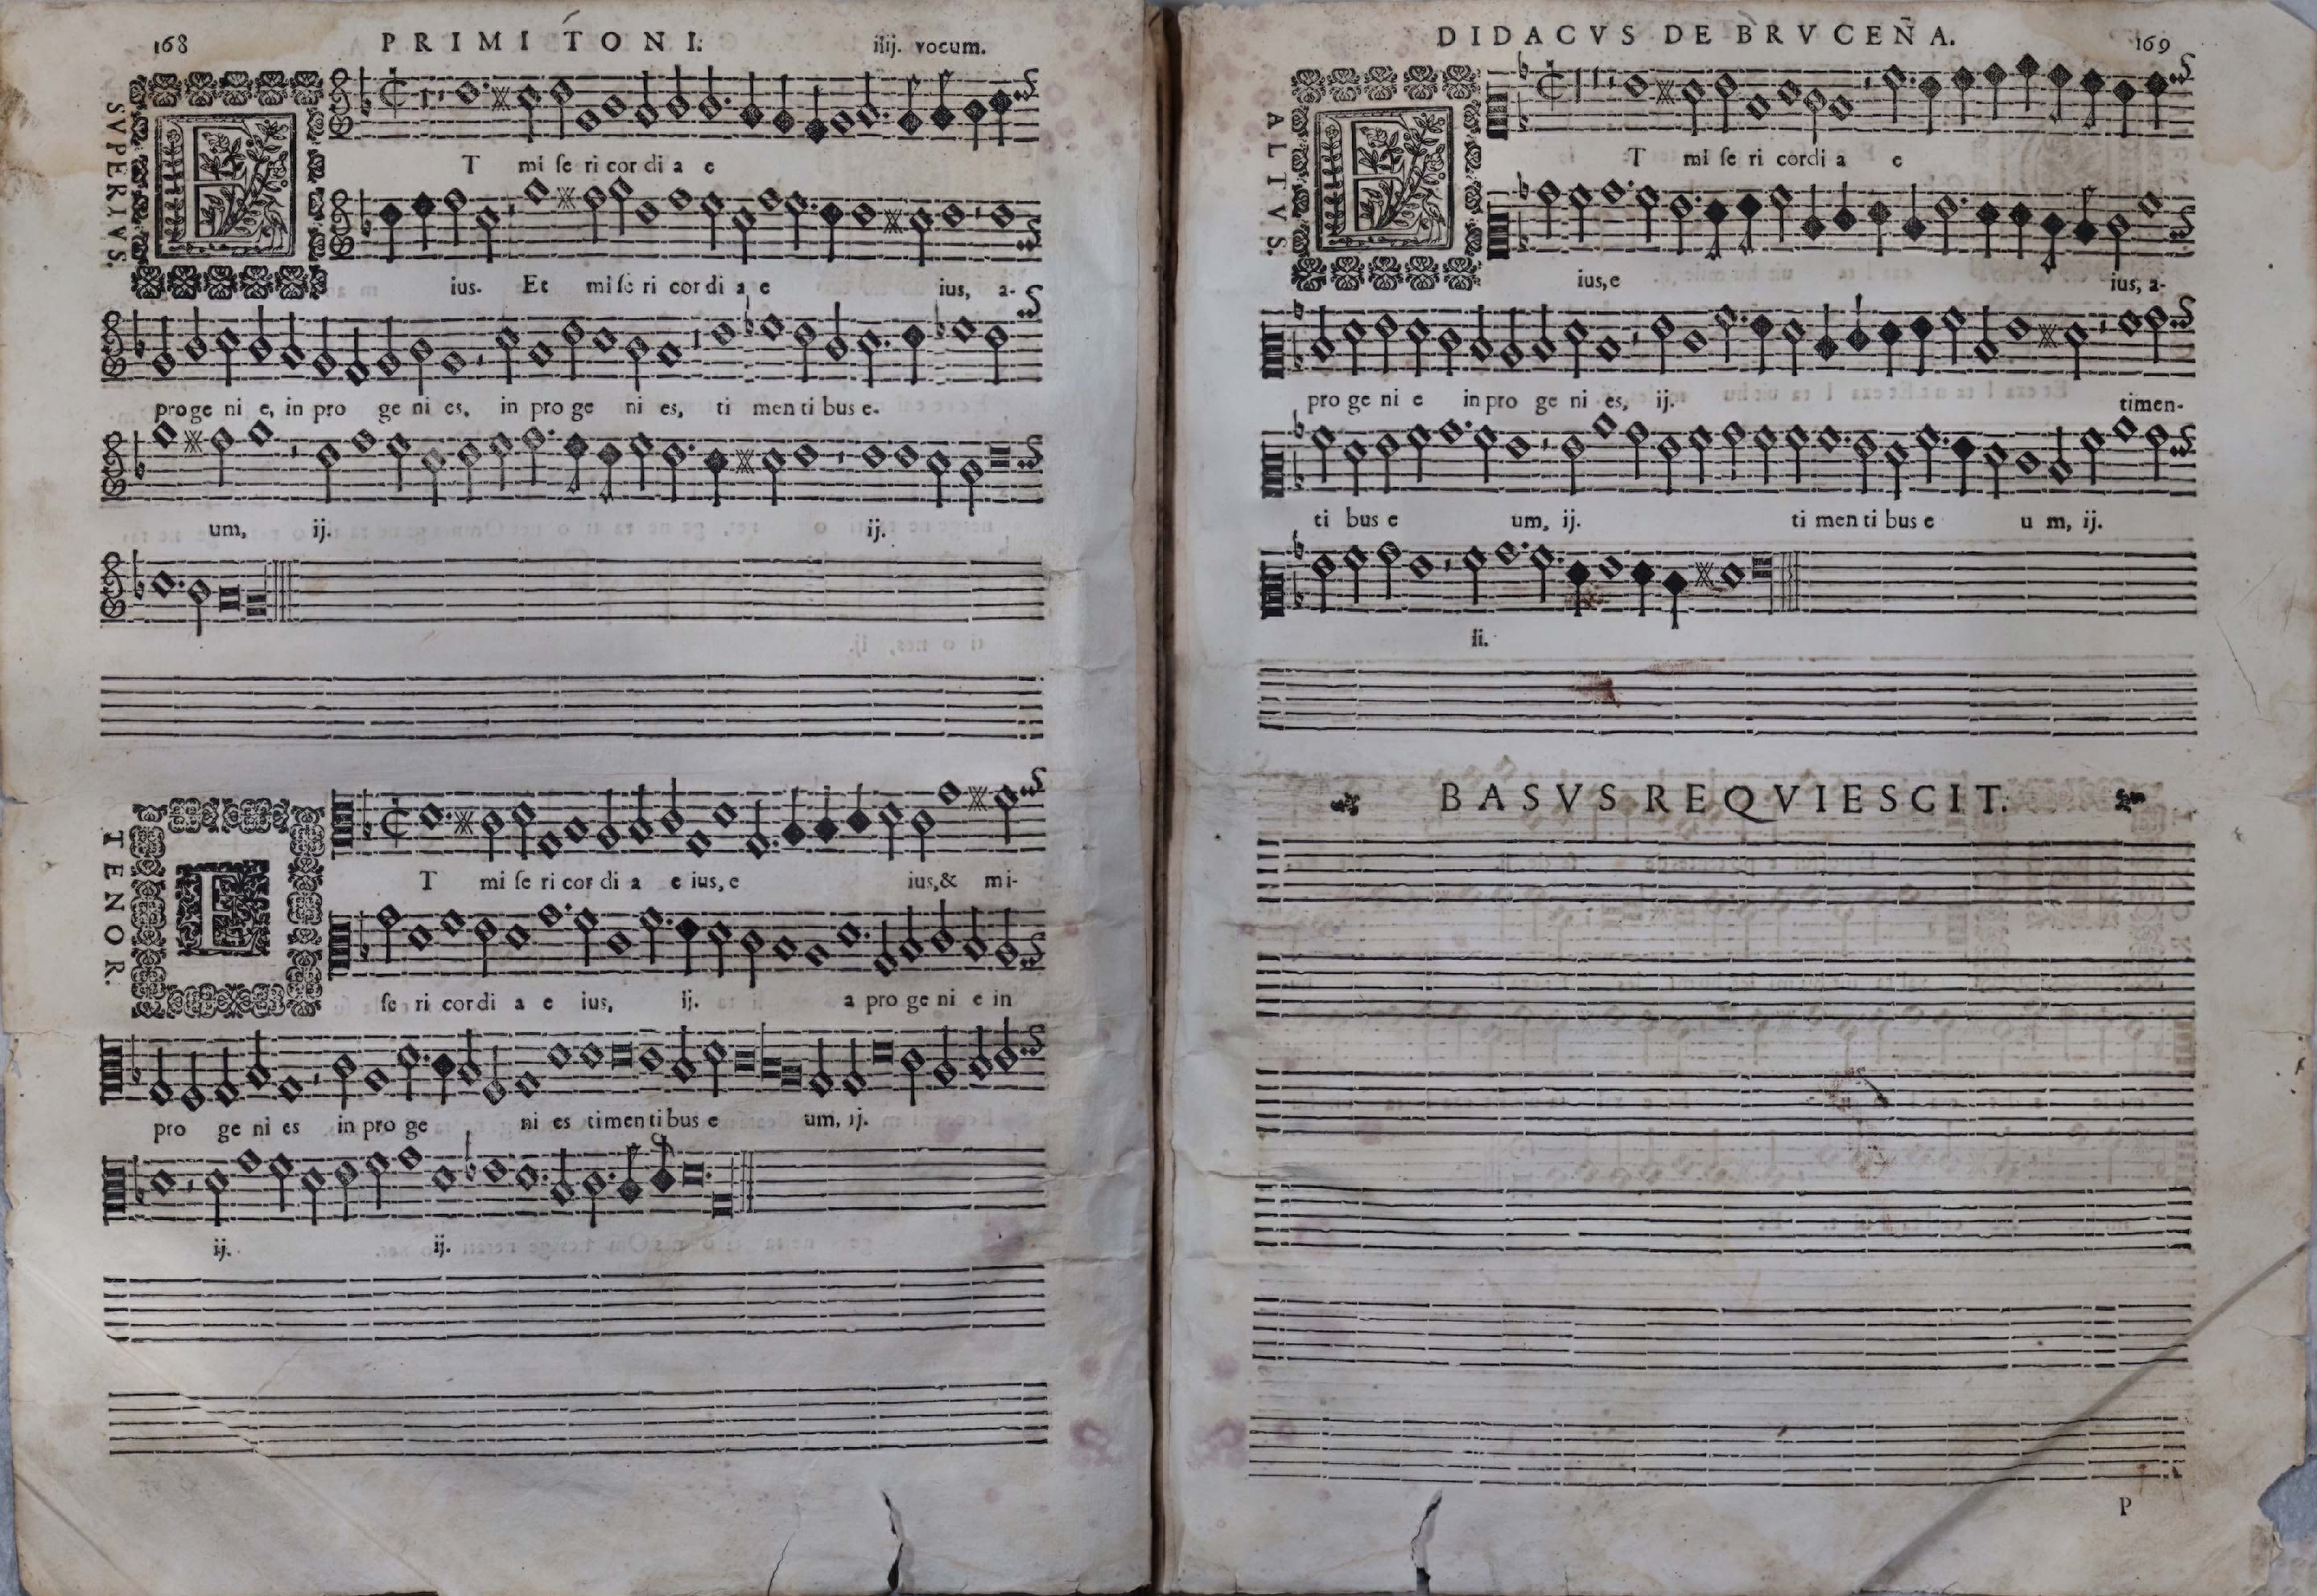 168 PRIMI TONI: iiij. vocum.
SVPERIVS.
ET mi ſe ri cor di a e
ius. Et mi ſe ri cor di a e ius, a-
pro ge ni e, in pro ge ni es, in pro ge ni es, ti men ti bus e-
um, ij. ij.
TENOR.
ET mi ſe ri cor di a e ius, e ius, & mi-
ſe ri cor di a e ius, ij. a pro ge ni e in
pro ge ni es in pro ge ni es timentibus e um, ij.
ij. ij.
DIDACVS DE BRVCEÑA. 169
ALTVS.
ET mi ſe ri cordi a e
ius, e ius, a-
pro ge ni e in pro ge ni es, ij. timen-
ti bus e um, ij. ti men ti bus e u m, ij.
ii.
BASVS REQVIESCIT.
P